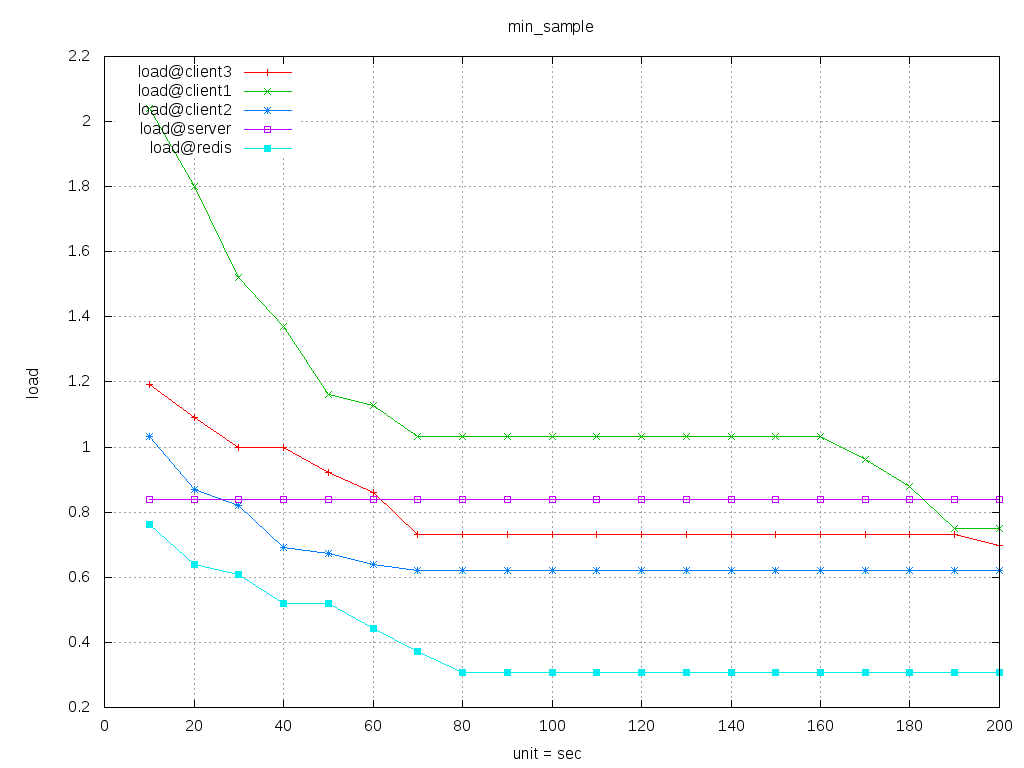 min_sample
2.2
load@client3
load@client1
2
load@client2
load@server
load@redis
1.8
1.6
1.4
1.2
load
1
0.8
0.6
0.4
0.2
0 20 40 60 80 100 120 140 160 180 200
unit = sec